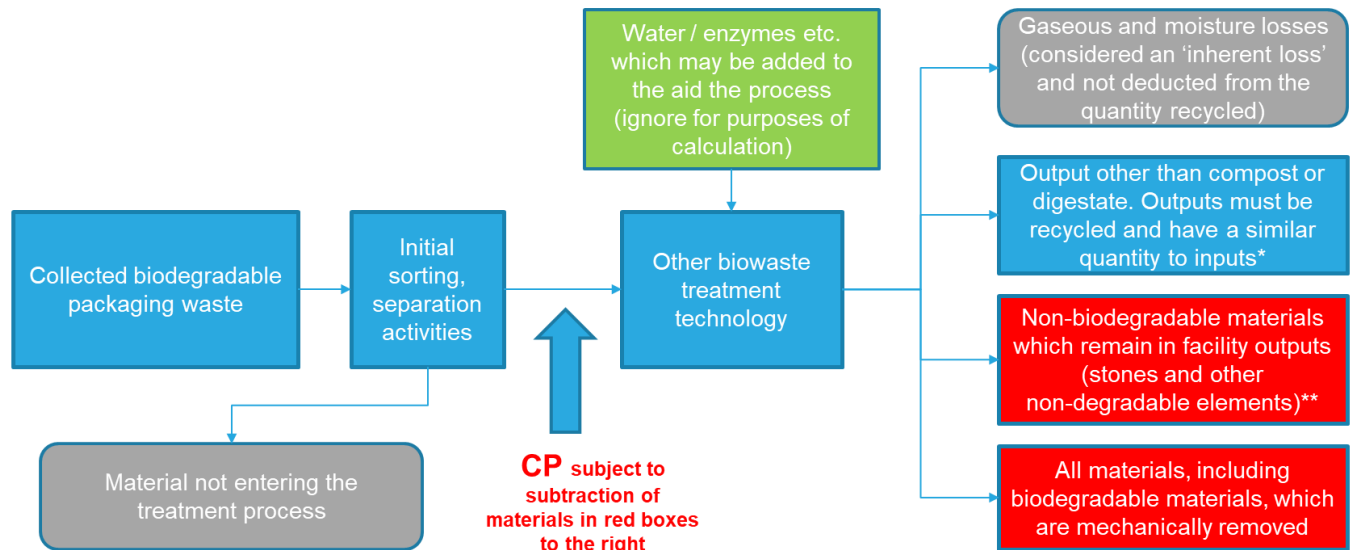 Water / enzymes etc.
which may be added to
the aid the process
(ignore for purposes of
calculation)
Gaseous and moisture losses
(considered an ‘inherent loss’
and not deducted from the
quantity recycled)
Collected biodegradable
packaging waste
Initial
sorting,
separation
activities
Other biowaste
treatment
technology
Output other than compost or
digestate. Outputs must be
recycled and have a similar
quantity to inputs*
Non-biodegradable materials
which remain in facility outputs
(stones and other
non-degradable elements)**
Material not entering the
treatment process
CP subject to
subtraction of
materials in red boxes
to the right
All materials, including
biodegradable materials, which
are mechanically removed